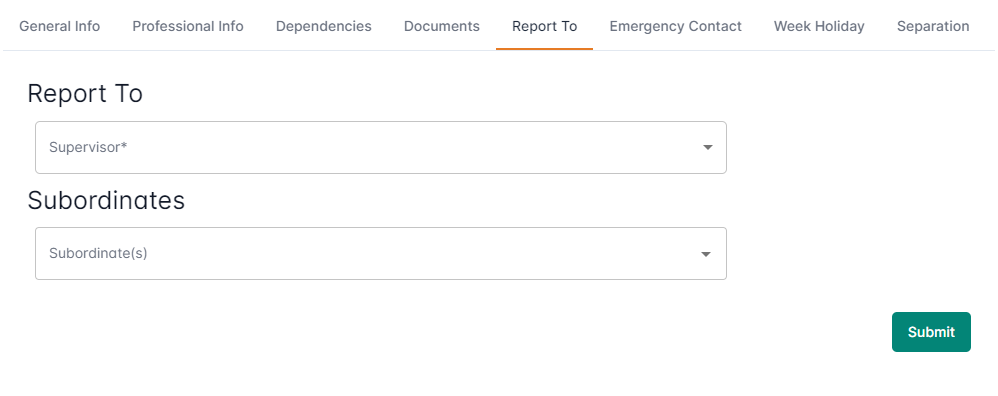 General Info Professional Info Dependencies Documents Report To Emergency Contact Week Holiday Separation
Report To
Supervisor*
Subordinates
Subordinate(s)
Submit